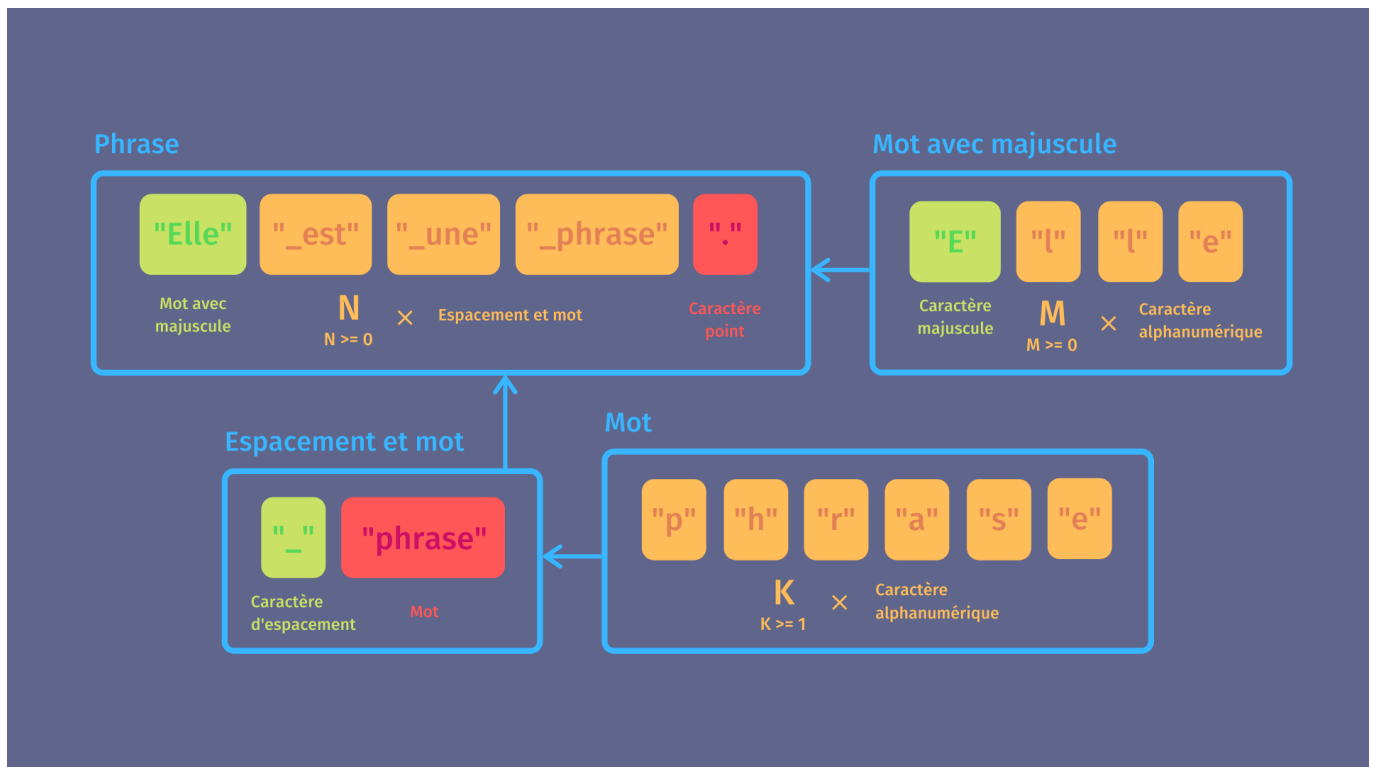 Phrase
"Elle" "_est" "_une" "_phrase" "."
Mot avec
majuscule
N
N >= 0
×
Espacement et mot
Caractère
point
Mot avec majuscule
"E" "l" "l" "e"
Caractère
majuscule
M
M >= 0
×
Caractère
alphanumérique
Espacement et mot
"_" "phrase"
Caractère
d'espacement
Mot
Mot
"p" "h" "r" "a" "s" "e"
K
K >= 1
×
Caractère
alphanumérique